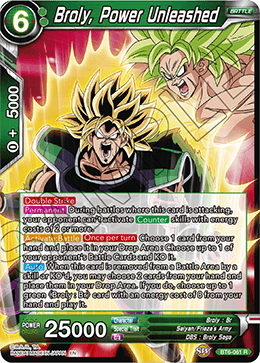 6
Broly, Power Unleashed
BATTLE
+ 5000
Double Strike
Permanent During battles where this card is attacking,
your opponent can't activate Counter skills with energy
costs of 2 or more.
Activate Battle Once per turn Choose 1 card from your
hand and place it in your Drop Area : Choose up to 1 of
your opponent's Battle Cards and KO it.
Auto When this card is removed from a Battle Area by a
skill or KO'd, you may choose 2 cards from your hand and
place them in your Drop Area. If you do, choose up to 1
green ‹Broly : Br› card with an energy cost of 7 from your
hand and play it.
POWER
25000
Character
Broly : Br
Special Trait
Saiyan/Frieza's Army
Era
DBS : Broly Saga
BT6-061 R